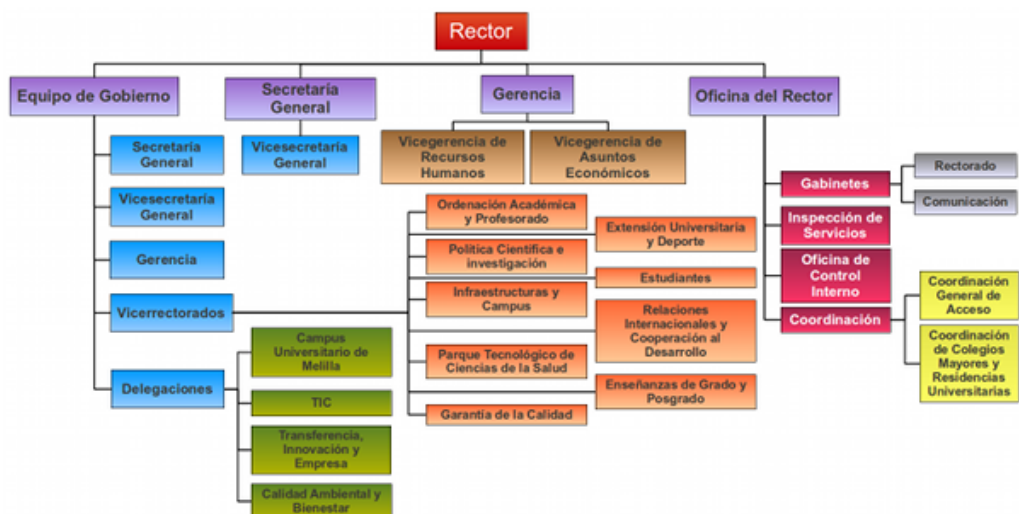 Rector
Equipo de Gobierno
Secretaría
General
Gerencia
Oficina del Rector
Secretaría
General
Vicesecretaría
General
Gerencia
Vicerrectorados
Delegaciones
Vicesecretaría
General
Vicegerencia de
Recursos
Humanos
Vicegerencia de
Asuntos
Económicos
Ordenación Académica
y Profesorado
Extensión Universitaria
y Deporte
Política Científica e
investigación
Estudiantes
Infraestructuras y
Campus
Relaciones
Internacionales y
Cooperación al
Desarrollo
Parque Tecnológico de
Ciencias de la Salud
Enseñanzas de Grado y
Posgrado
Garantía de la Calidad
Campus
Universitario de
Melilla
TIC
Transferencia,
Innovación y
Empresa
Calidad Ambiental y
Bienestar
Gabinetes
Rectorado
Comunicación
Inspección de
Servicios
Oficina de
Control
Interno
Coordinación
Coordinación
General de
Acceso
Coordinación
de Colegios
Mayores y
Residencias
Universitarias